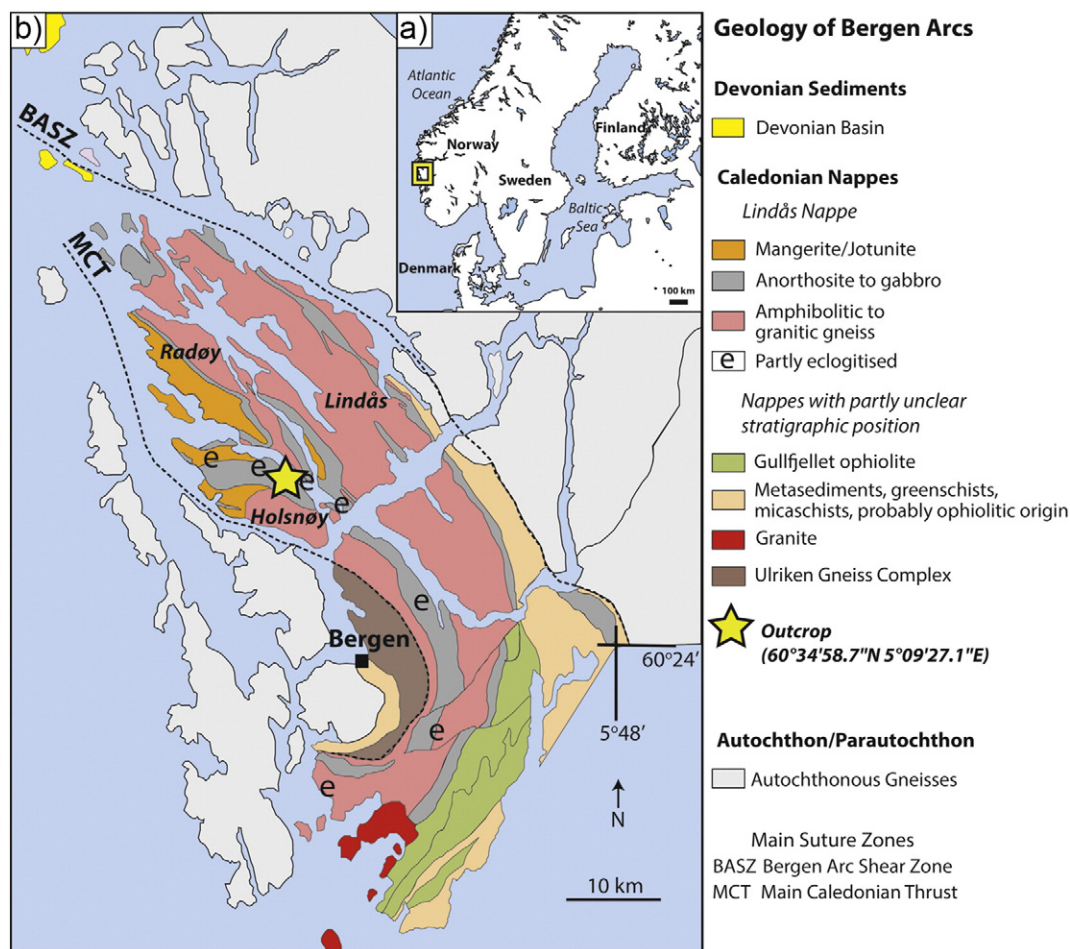 b)
a)
Atlantic
Ocean
Norway
Finland
Sweden
Baltic
Sea
Denmark
100 km
BASZ
MCT
Radøy
Lindås
e
e
e
e
Holsnøy
e
Bergen
60°24'
5°48'
e
e
N
10 km
Geology of Bergen Arcs
Devonian Sediments
Devonian Basin
Caledonian Nappes
Lindås Nappe
Mangerite/Jotunite
Anorthosite to gabbro
Amphibolitic to
granitic gneiss
e Partly eclogitised
Nappes with partly unclear
stratigraphic position
Gullfjellet ophiolite
Metasediments, greenschists,
micaschists, probably ophiolitic origin
Granite
Ulriken Gneiss Complex
Outcrop
(60°34'58.7"N 5°09'27.1"E)
Autochthon/Parautochthon
Autochthonous Gneisses
Main Suture Zones
BASZ Bergen Arc Shear Zone
MCT Main Caledonian Thrust